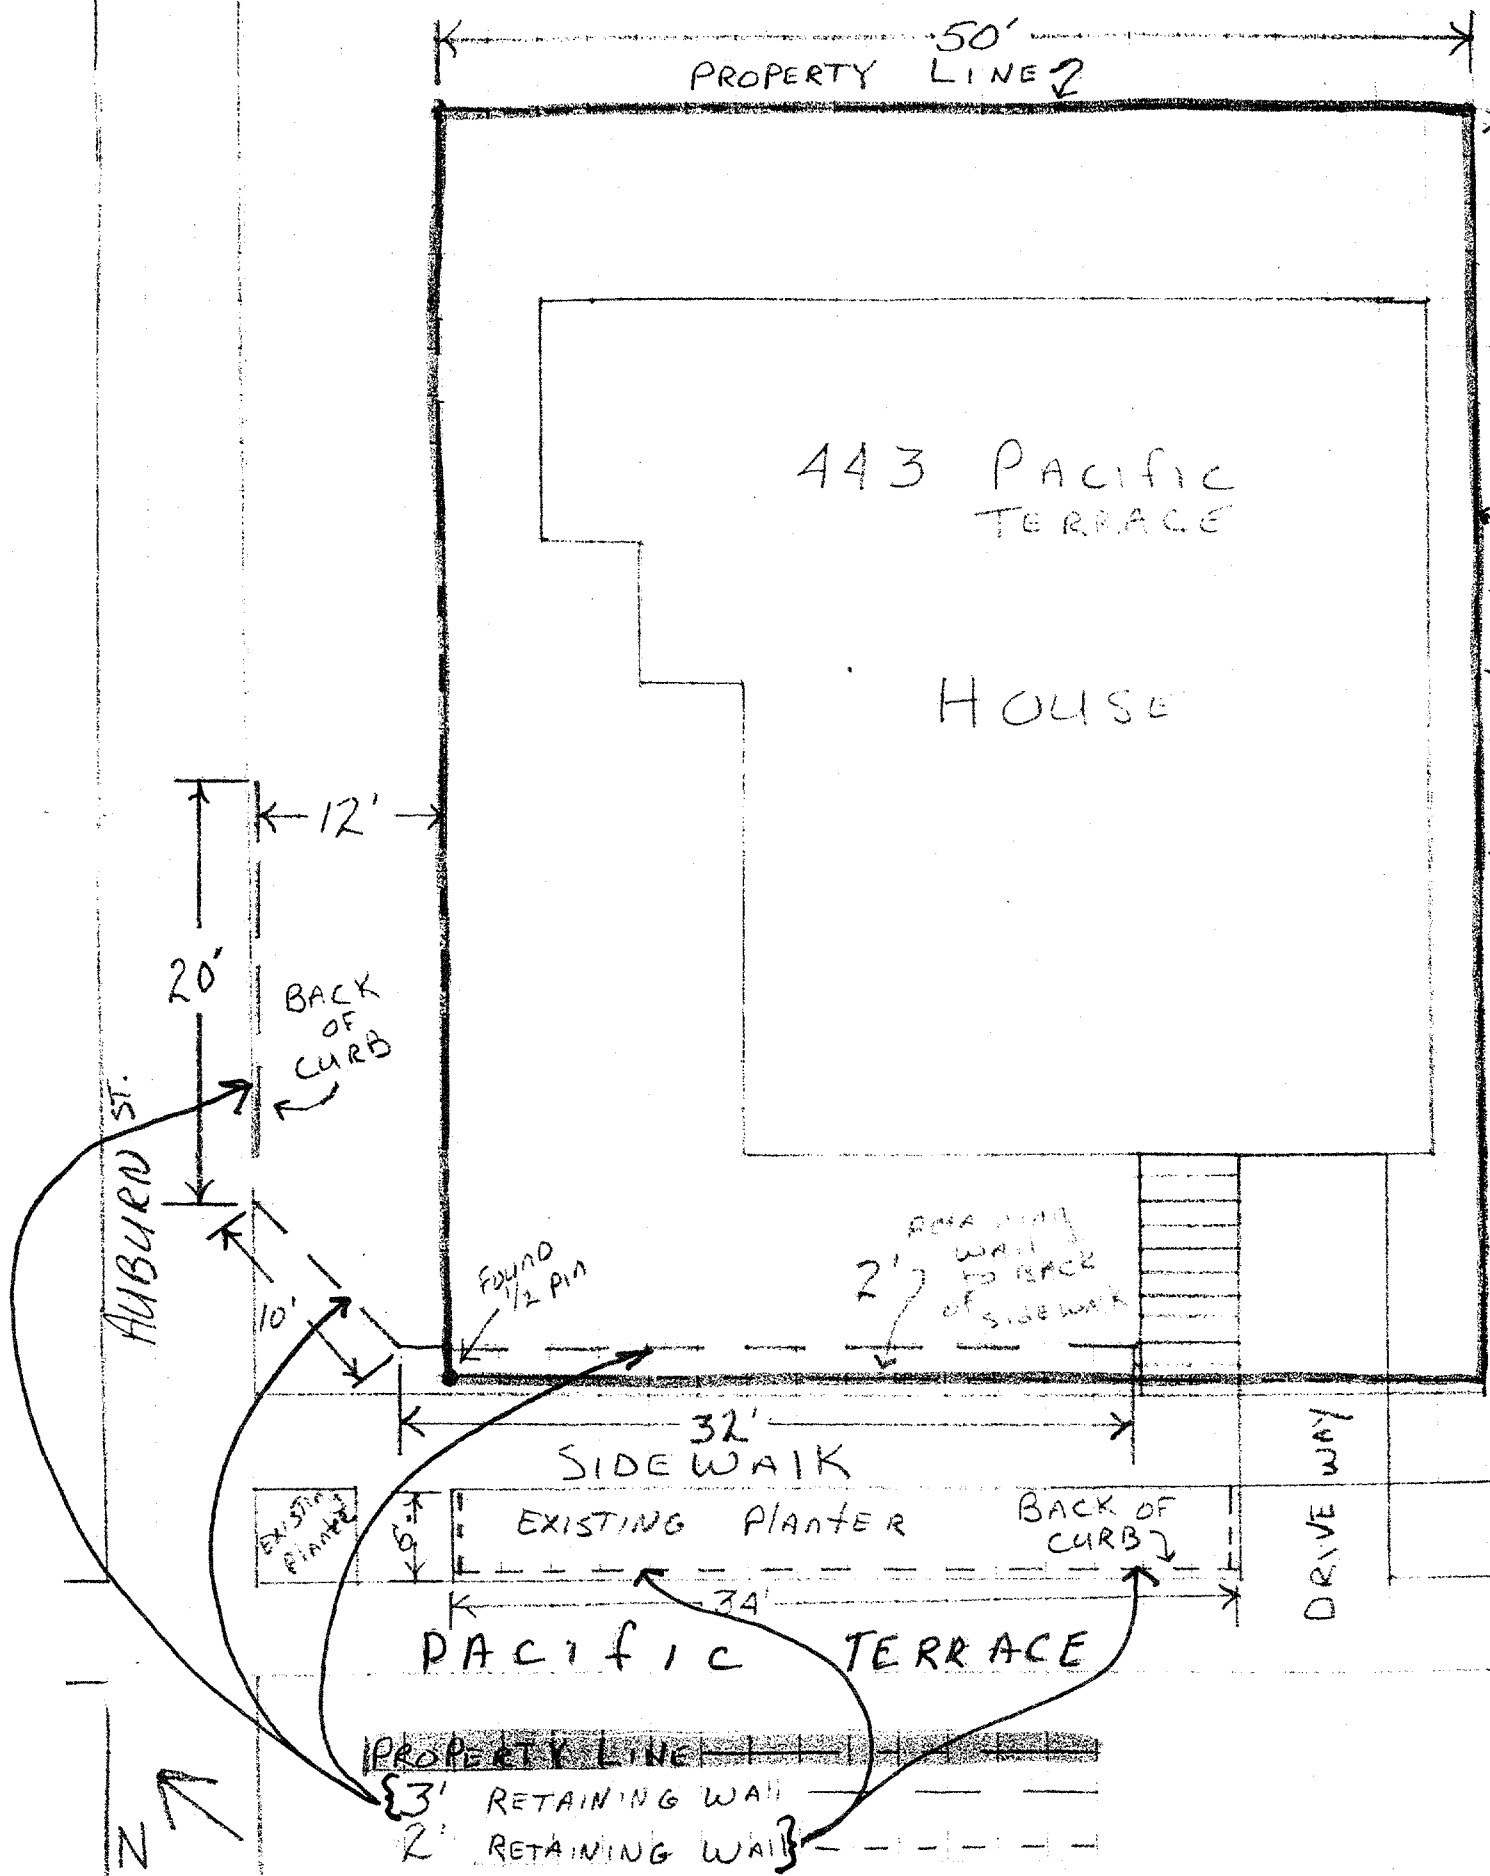 50'
PROPERTY LINE
443 PACIfIC
TERRACE
HOUSE
12'
20'
BACK
OF
CURB
AUBURN ST.
10'
FOUND
1/2 PIN
2'
WAll
to BACK
of SIDEWALK
32'
SIDEWAlK
EXISTING
PlANtER
6'
EXISTING PlANtER
BACK OF
CURB
34'
DRIVE WAY
PACIfIC TERRACE
PROPERTY LINE
3' RETAINING WAll
2' RETAINING WAll
N